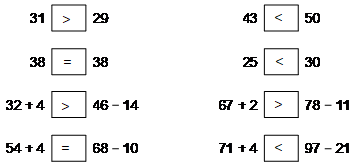 31 > 29 43 < 50
38 = 38 25 < 30
32 + 4 > 46 – 14 67 + 2 > 78 – 11
54 + 4 = 68 – 10 71 + 4 < 97 – 21